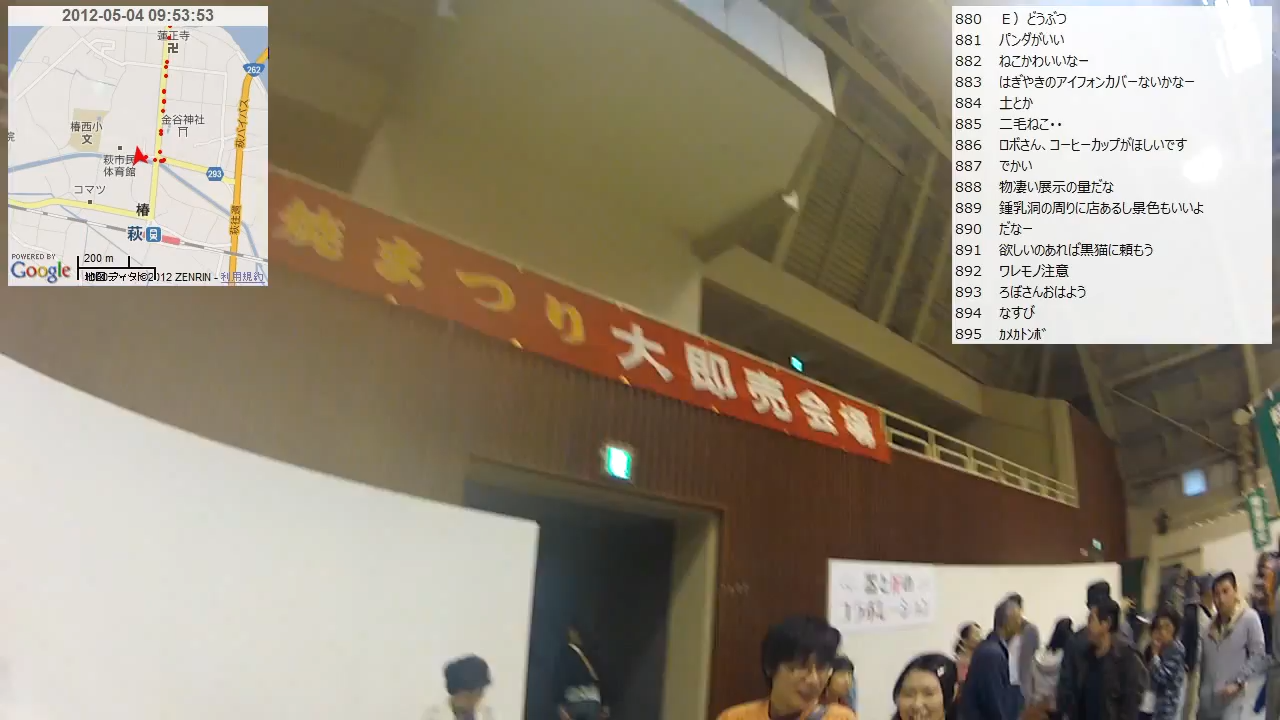 2012-05-04 09:53:53
蓮正寺
262
椿西小
文
金谷神社
萩バイパス
萩市民
体育館
293
コマツ
椿
萩
萩往還
POWERED BY
Google
200 m
地図データ©2012 ZENRIN - 利用規約
880 E）どうぶつ
881 パンダがいい
882 ねこかわいいなー
883 はぎやきのアイフォンカバーないかなー
884 土とか
885 二毛ねこ・・
886 ロボさん、コーヒーカップがほしいです
887 でかい
888 物凄い展示の量だな
889 鍾乳洞の周りに店あるし景色もいいよ
890 だなー
891 欲しいのあれば黒猫に頼もう
892 ワレモノ注意
893 ろぼさんおはよう
894 なすび
895 ｶﾒｶﾄﾝﾎﾞ
焼まつり 大即売会場